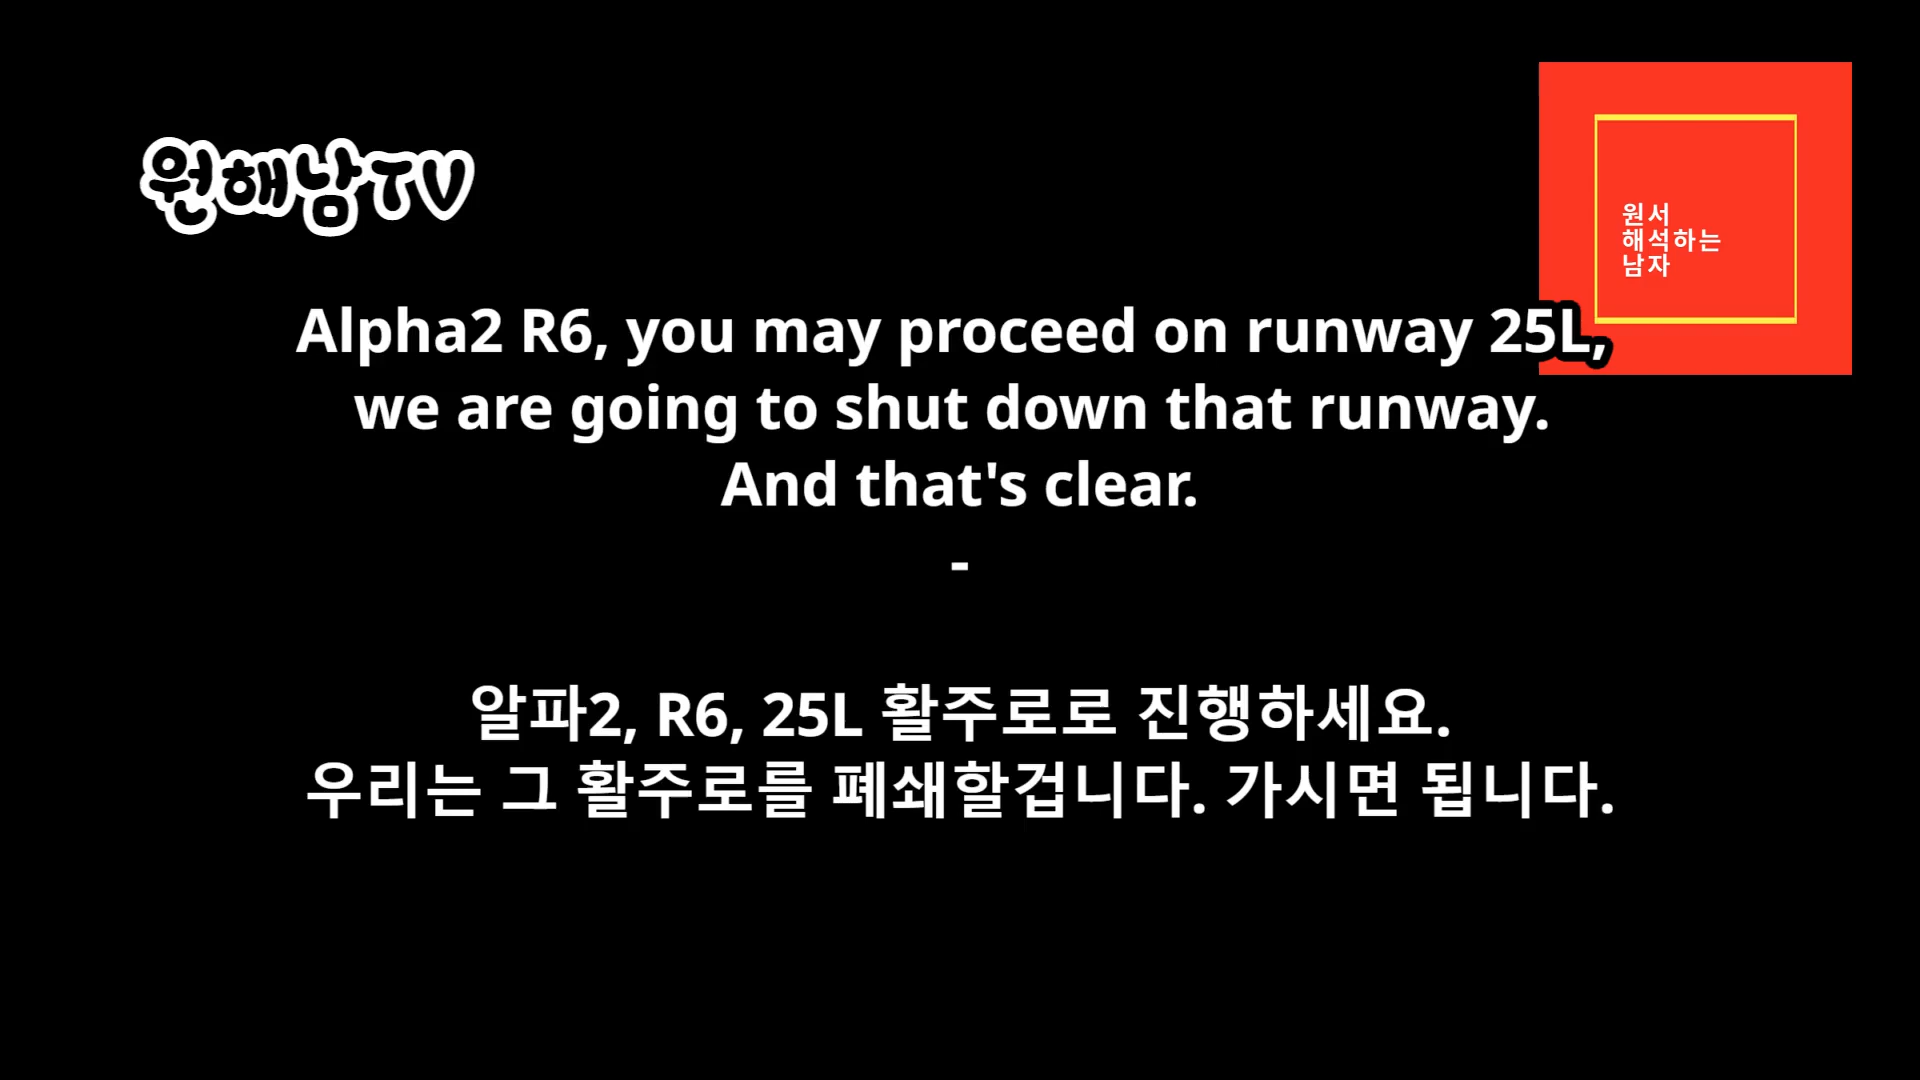 원해남TV
원서
해석하는
남자
Alpha2 R6, you may proceed on runway 25L,
we are going to shut down that runway.
And that's clear.
-
알파2, R6, 25L 활주로로 진행하세요.
우리는 그 활주로를 폐쇄할겁니다. 가시면 됩니다.